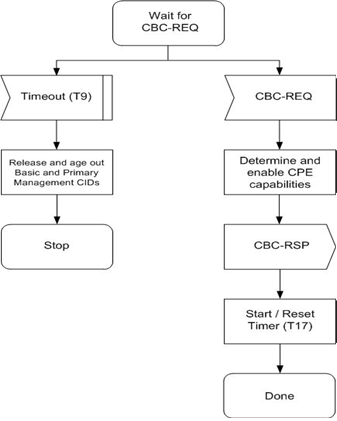 Wait for
CBC-REQ
Timeout (T9)
CBC-REQ
Release and age out
Basic and Primary
Management CIDs
Determine and
enable CPE
capabilities
Stop
CBC-RSP
Start / Reset
Timer (T17)
Done